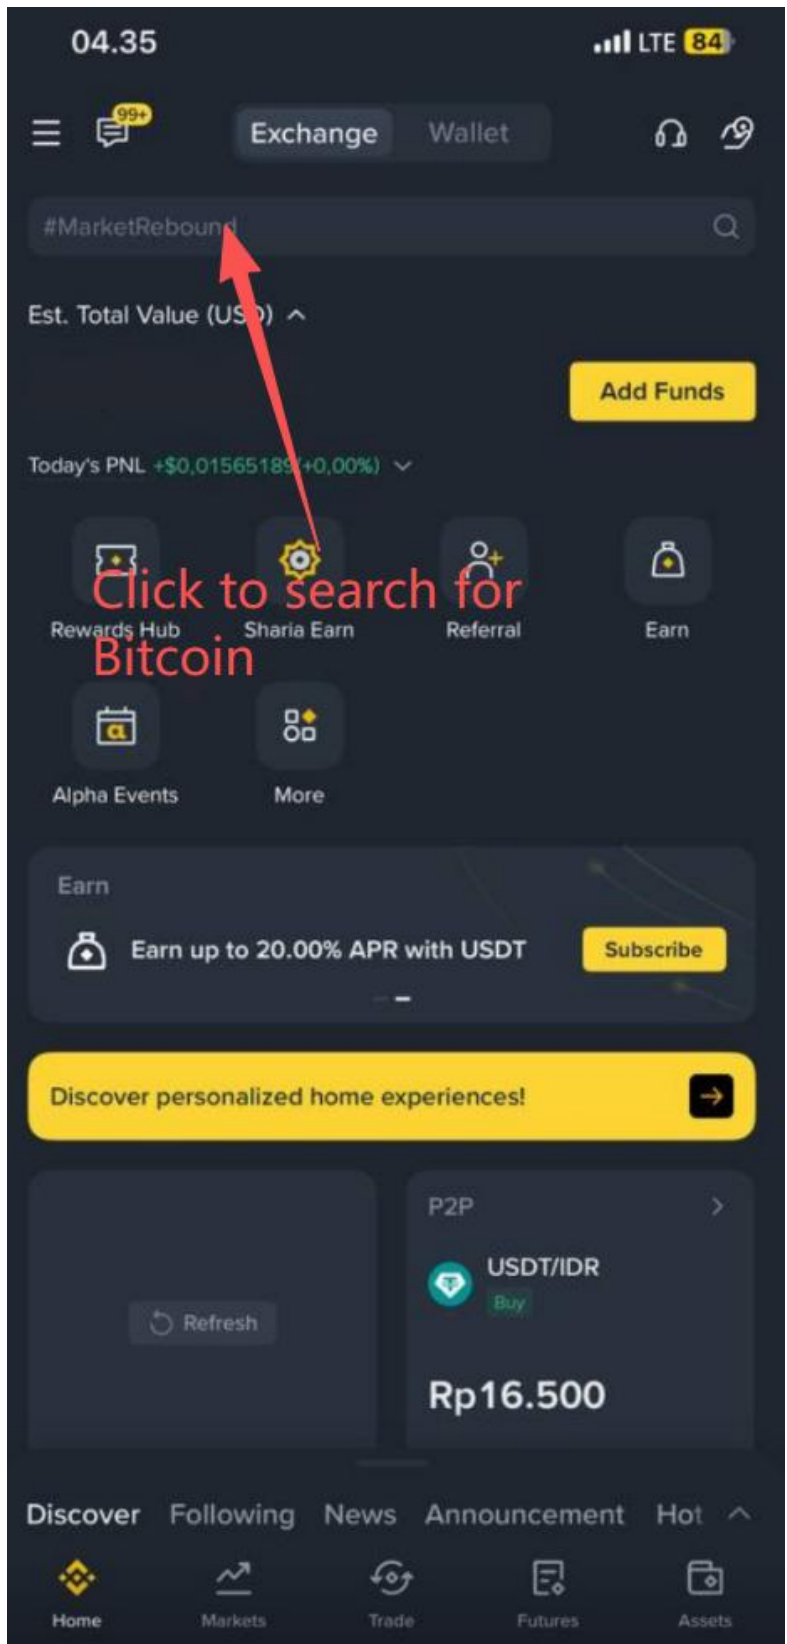 04.35
LTE 84
99+
Exchange Wallet
#MarketRebound
Est. Total Value (USD)
Add Funds
Today's PNL +$0,01565189(+0,00%)
Click to search for
Bitcoin
Rewards Hub Sharia Earn Referral Earn
Alpha Events More
Earn
Earn up to 20.00% APR with USDT Subscribe
Discover personalized home experiences!
P2P
USDT/IDR
Buy
Refresh
Rp16.500
Discover Following News Announcement Hot
Home Markets Trade Futures Assets